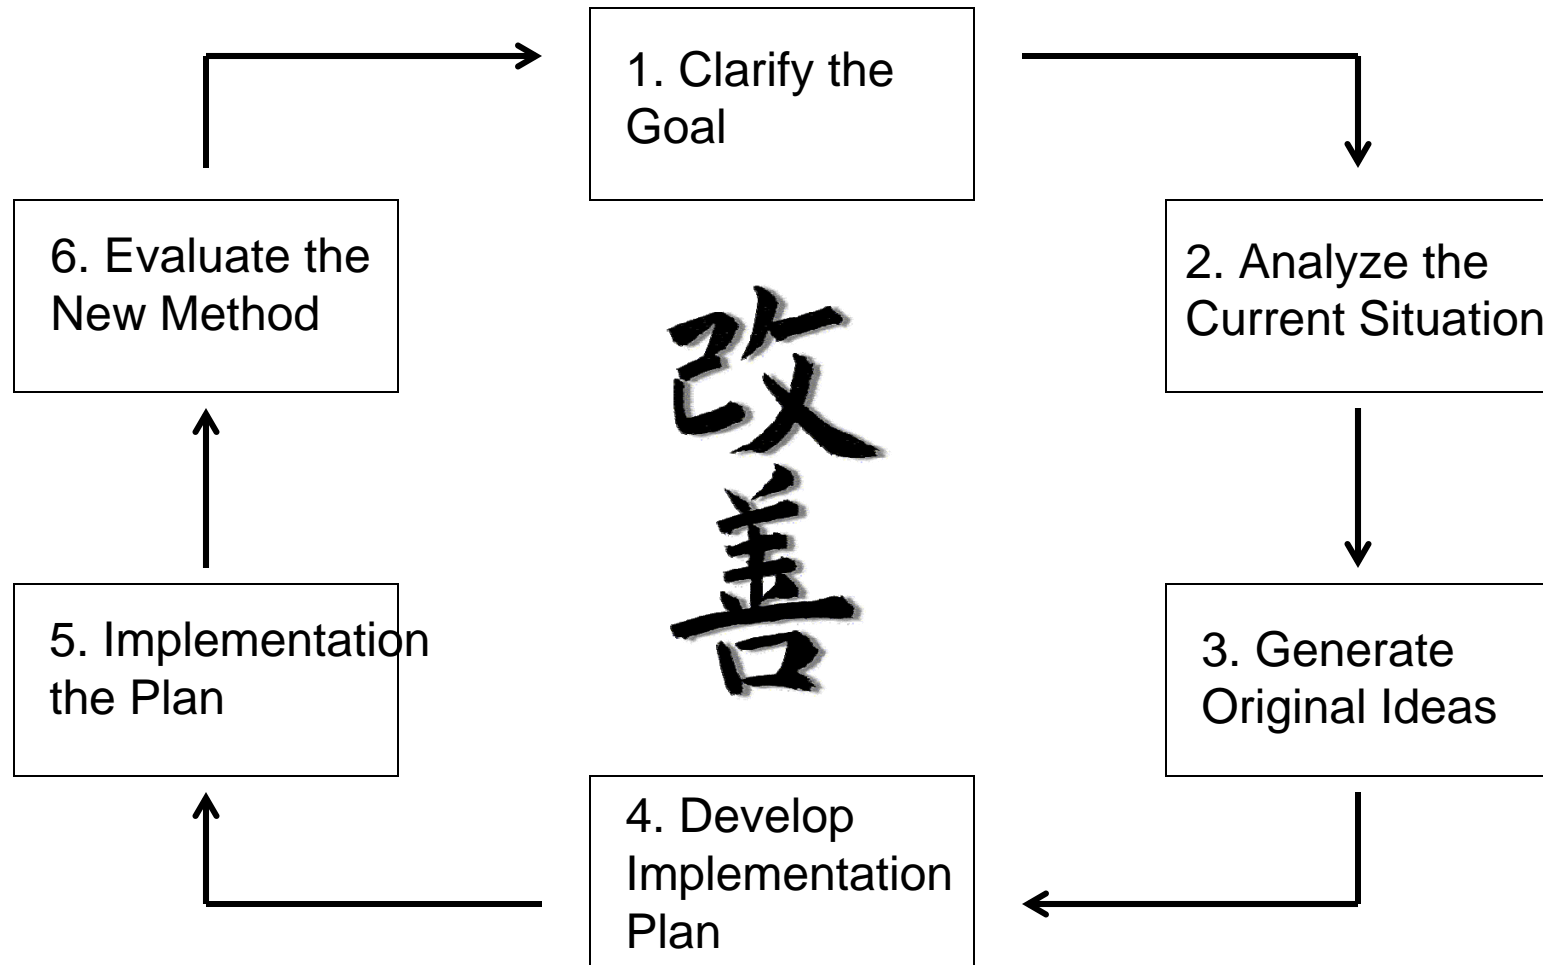 1. Clarify the
Goal
2. Analyze the
Current Situation
3. Generate
Original Ideas
4. Develop
Implementation
Plan
5. Implementation
the Plan
6. Evaluate the
New Method
改
善